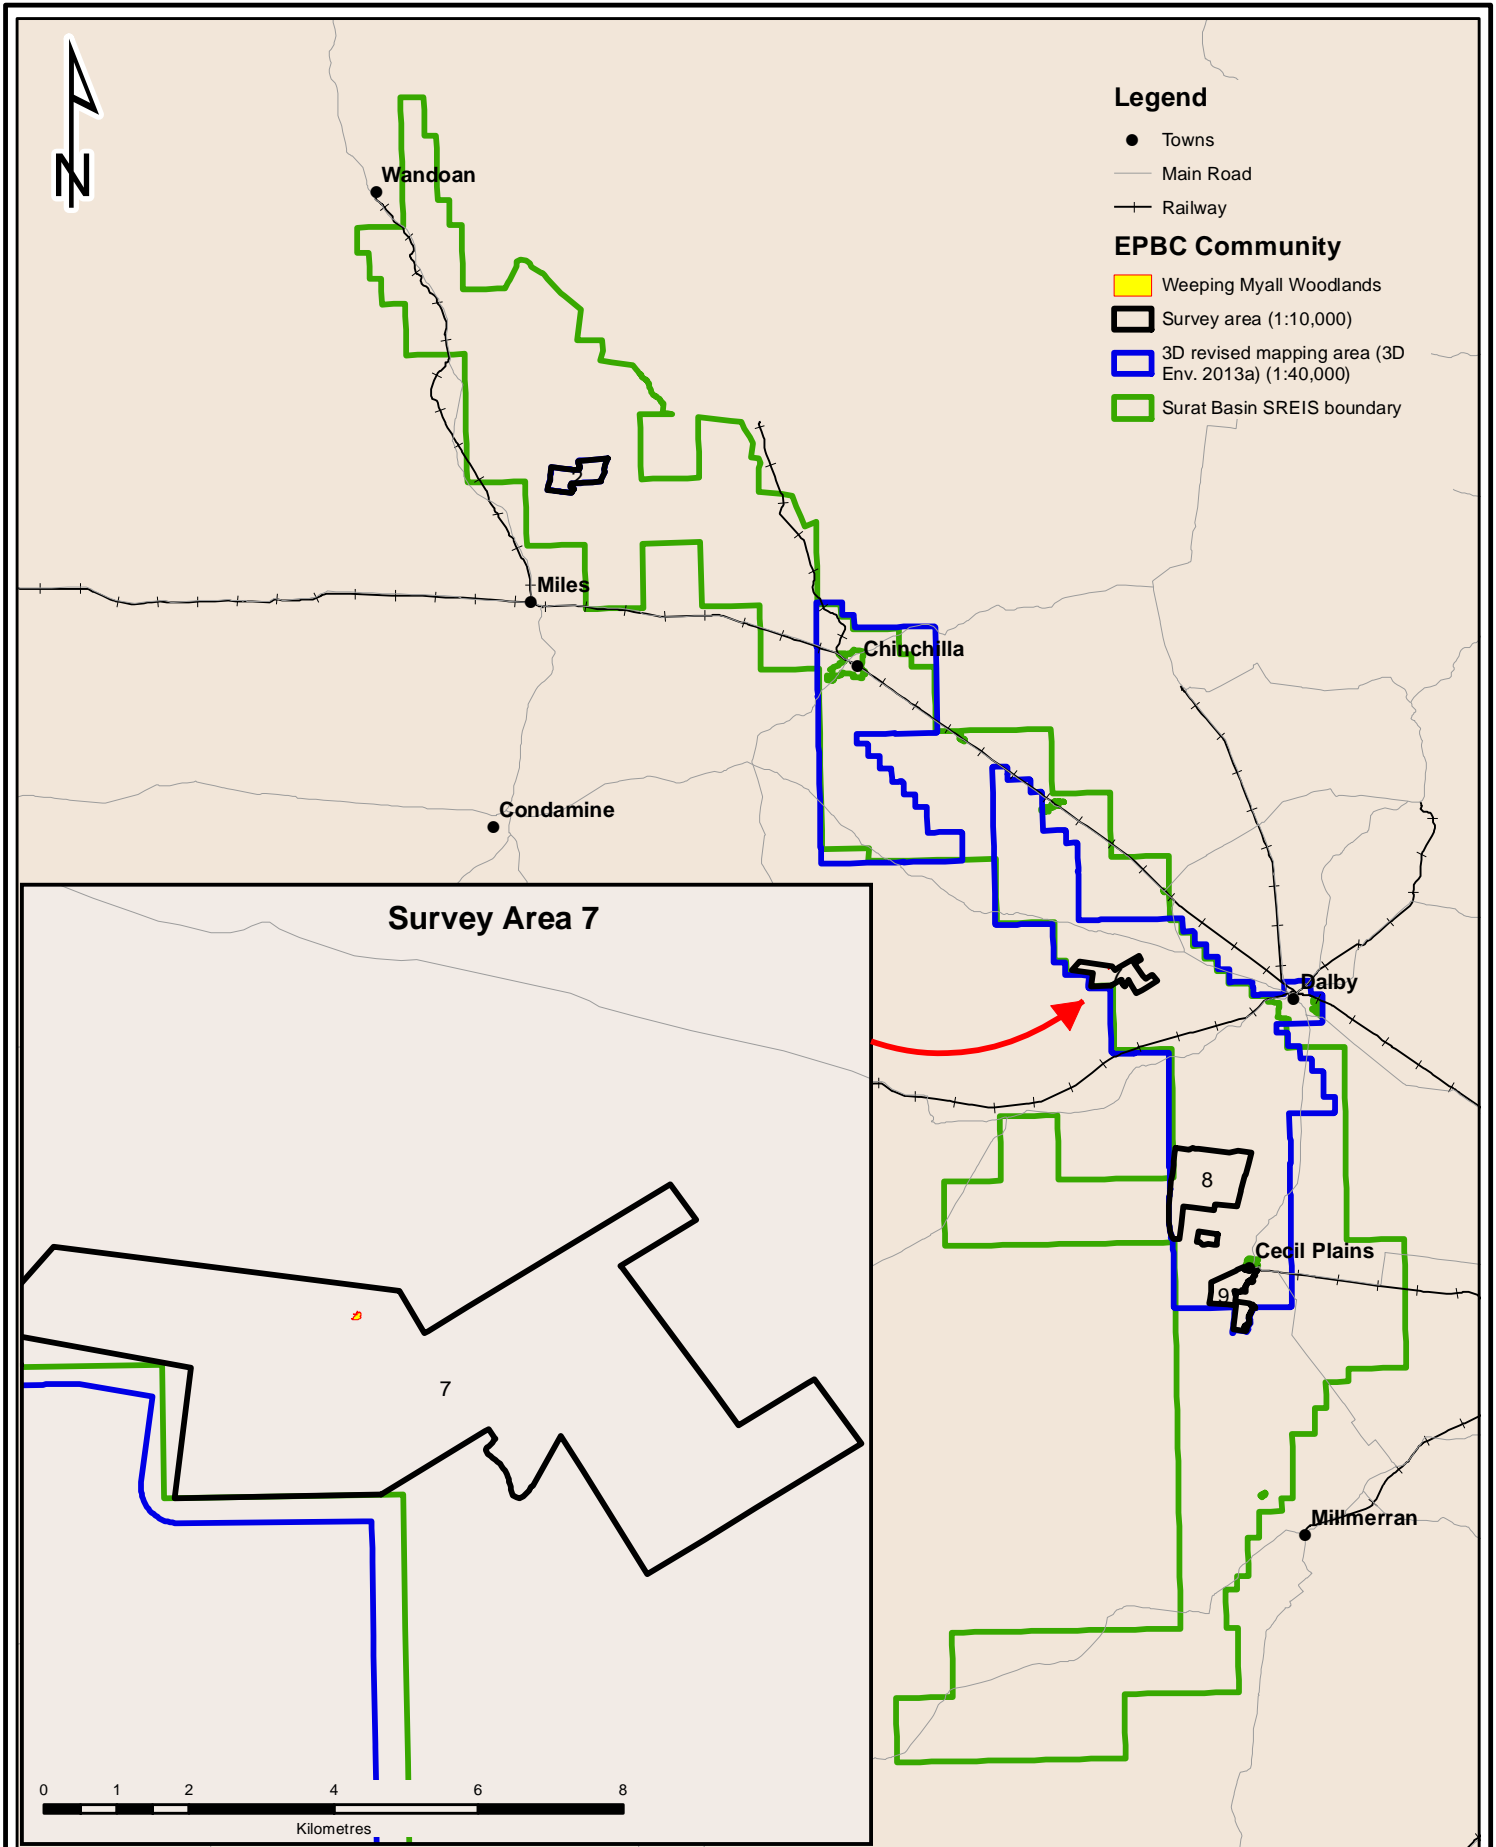 N
Legend
Towns
Main Road
Railway
EPBC Community
Weeping Myall Woodlands
Survey area (1:10,000)
3D revised mapping area (3D
Env. 2013a) (1:40,000)
Surat Basin SREIS boundary
Wandoan
Miles
Chinchilla
Condamine
Dalby
8
Cecil Plains
9
Millmerran
Survey Area 7
7
0 1 2 4 6 8
Kilometres